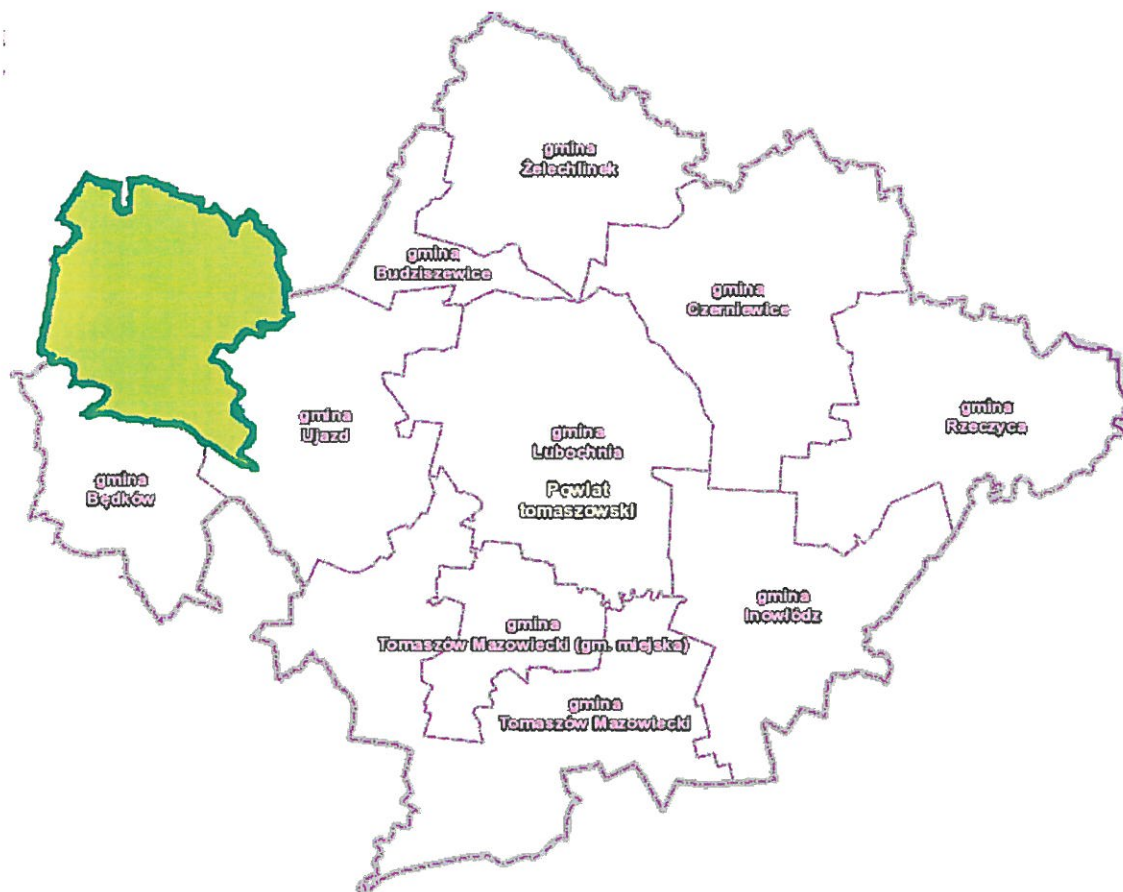 gmina
Żelechlinek
gmina
Budziszewice
gmina
Czerniewice
gmina
Rzeczyca
gmina
Ujazd
gmina
Lubochnia
Powiat
tomaszowski
gmina
Będków
gmina
Inowłódz
gmina
Tomaszów Mazowiecki (gm. miejska)
gmina
Tomaszów Mazowiecki